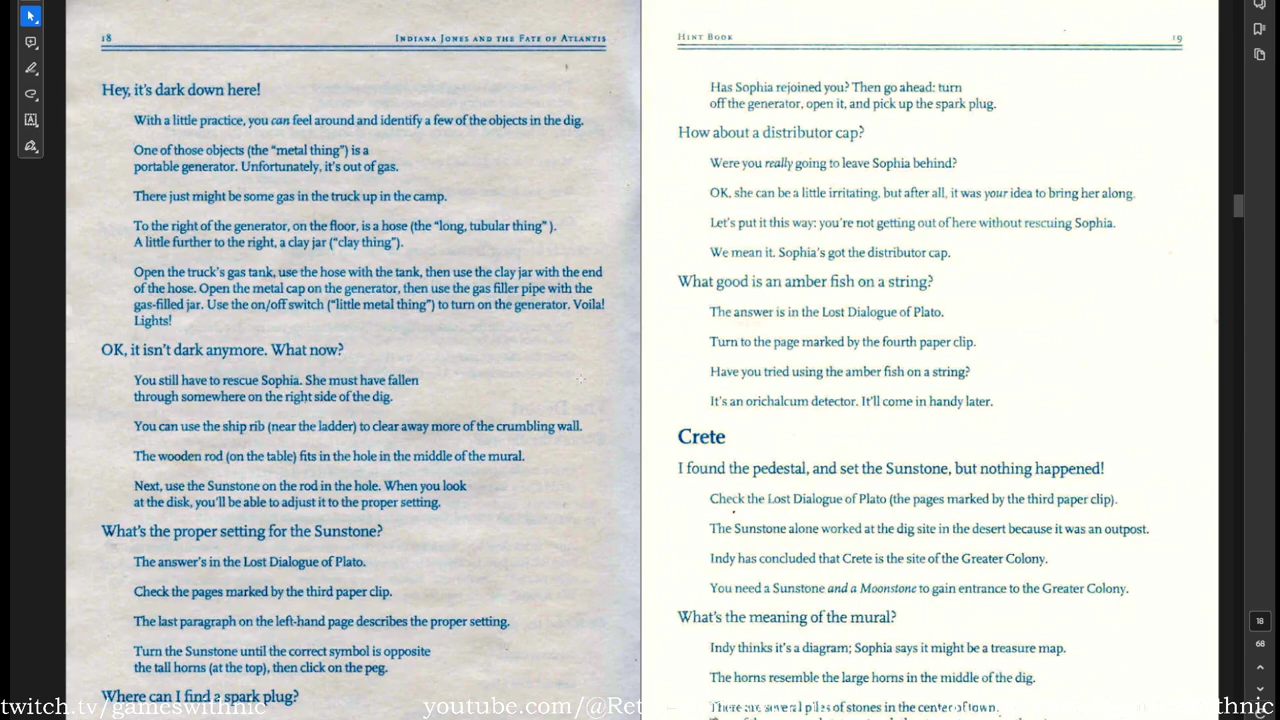 18
Indiana Jones and the Fate of Atlantis
Hey, it's dark down here!
With a little practice, you can feel around and identify a few of the objects in the dig.
One of those objects (the "metal thing") is a
portable generator. Unfortunately, it's out of gas.
There just might be some gas in the truck up in the camp.
To the right of the generator, on the floor, is a hose (the "long, tubular thing" ).
A little further to the right, a clay jar ("clay thing").
Open the truck's gas tank, use the hose with the tank, then use the clay jar with the end
of the hose. Open the metal cap on the generator, then use the gas filler pipe with the
gas-filled jar. Use the on/off switch ("little metal thing") to turn on the generator. Voila!
Lights!
OK, it isn't dark anymore. What now?
You still have to rescue Sophia. She must have fallen
through somewhere on the right side of the dig.
You can use the ship rib (near the ladder) to clear away more of the crumbling wall.
The wooden rod (on the table) fits in the hole in the middle of the mural.
Next, use the Sunstone on the rod in the hole. When you look
at the disk, you'll be able to adjust it to the proper setting.
What's the proper setting for the Sunstone?
The answer's in the Lost Dialogue of Plato.
Check the pages marked by the third paper clip.
The last paragraph on the left-hand page describes the proper setting.
Turn the Sunstone until the correct symbol is opposite
the tall horns (at the top), then click on the peg.
Where can I find a spark plug?
Hint Book
19
Has Sophia rejoined you? Then go ahead: turn
off the generator, open it, and pick up the spark plug.
How about a distributor cap?
Were you really going to leave Sophia behind?
OK, she can be a little irritating, but after all, it was your idea to bring her along.
Let's put it this way: you're not getting out of here without rescuing Sophia.
We mean it. Sophia's got the distributor cap.
What good is an amber fish on a string?
The answer is in the Lost Dialogue of Plato.
Turn to the page marked by the fourth paper clip.
Have you tried using the amber fish on a string?
It's an orichalcum detector. It'll come in handy later.
Crete
I found the pedestal, and set the Sunstone, but nothing happened!
Check the Lost Dialogue of Plato (the pages marked by the third paper clip).
The Sunstone alone worked at the dig site in the desert because it was an outpost.
Indy has concluded that Crete is the site of the Greater Colony.
You need a Sunstone and a Moonstone to gain entrance to the Greater Colony.
What's the meaning of the mural?
Indy thinks it's a diagram; Sophia says it might be a treasure map.
The horns resemble the large horns in the middle of the dig.
There are several piles of stones in the center of town.
18
68
twitch.tv/gameswithnic
youtube.com/@Ret
withnic